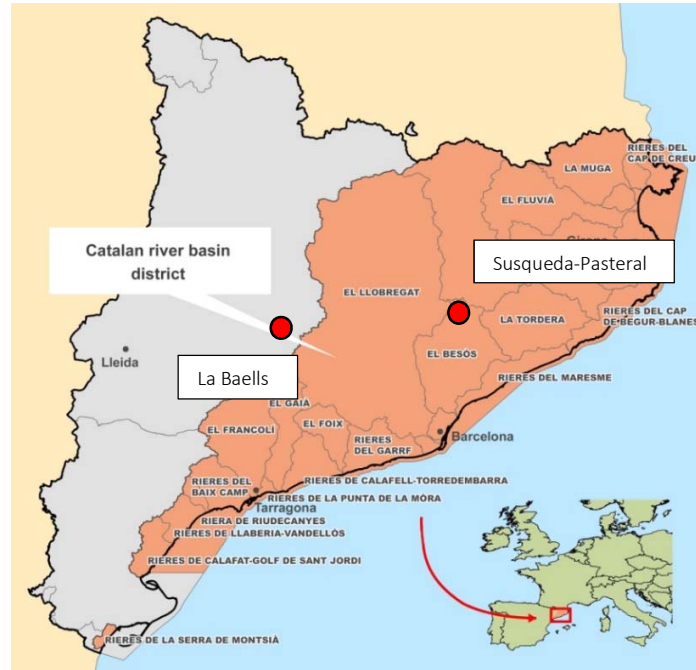 RIERES DEL
CAP DE CREU
LA MUGA
EL FLUVIÀ
Catalan river basin
district
Susqueda-Pasteral
EL LLOBREGAT
LA TORDERA
RIERES DEL CAP
DE BEGUR-BLANES
Lleida
EL BESÒS
La Baells
RIERES DEL MARESME
EL GAIÀ
EL FRANCOLI
EL FOIX
RIERES
DEL GARRF
Barcelona
RIERES DEL
BAIX CAMP
RIERES DE CALAFELL-TORREDEMBARRA
RIERES DE LA PUNTA DE LA MÓRA
Tarragona
RIERA DE RIUDECANYES
RIERES DE LLABERIA-VANDELLÒS
RIERES DE CALAFAT-GOLF DE SANT JORDI
RIERES DE LA SERRA DE MONTSIÀ